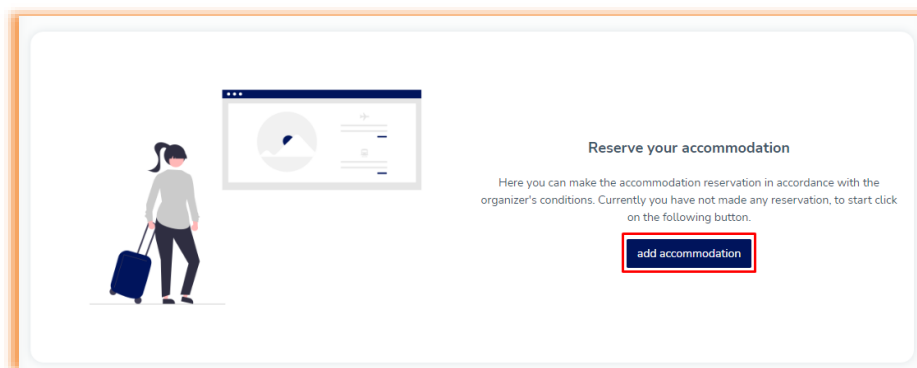 Reserve your accommodation
Here you can make the accommodation reservation in accordance with the
organizer's conditions. Currently you have not made any reservation, to start click
on the following button.
add accommodation